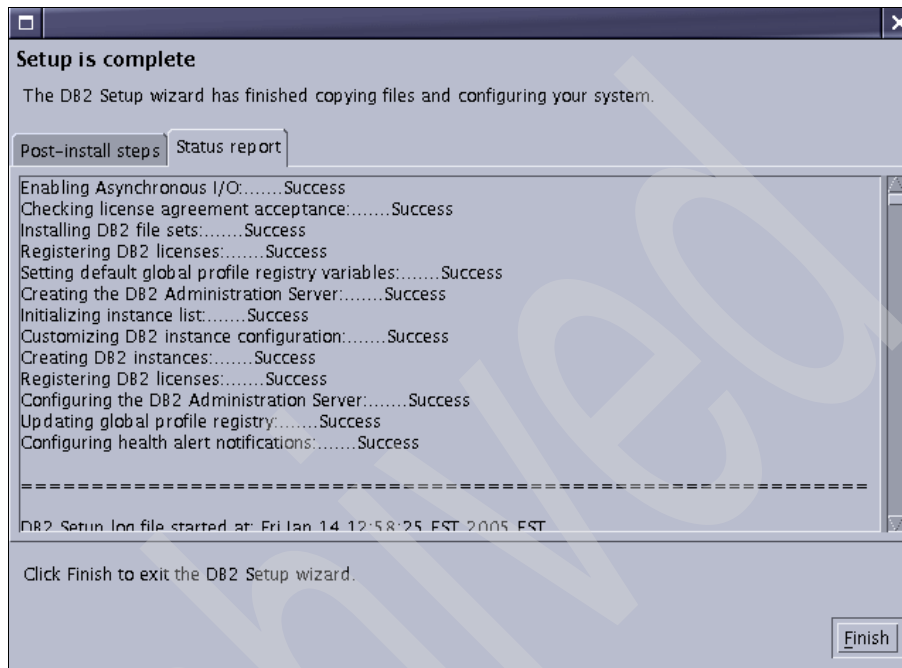 Setup is complete
The DB2 Setup wizard has finished copying files and configuring your system.
Post-install steps
Status report
Enabling Asynchronous I/O:.......Success
Checking license agreement acceptance:.......Success
Installing DB2 file sets:.......Success
Registering DB2 licenses:.......Success
Setting default global profile registry variables:.......Success
Creating the DB2 Administration Server:.......Success
Initializing instance list:.......Success
Customizing DB2 instance configuration:.......Success
Creating DB2 instances:.......Success
Registering DB2 licenses:.......Success
Configuring the DB2 Administration Server:.......Success
Updating global profile registry:.......Success
Configuring health alert notifications:.......Success
============================================================
DB2 Setup log file started at: Fri Jan 14 12:58:25 EST 2005 EST
Click Finish to exit the DB2 Setup wizard.
Finish
hived